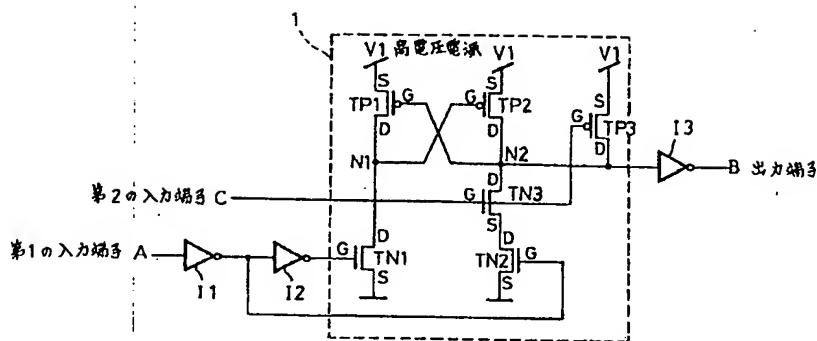 1
V1 高電圧電源 V1 V1
S S S
TP1 G G TP2 G TP3
D D D I3
N1 N2 B 出力端子
D
第2の入力端子 C G TN3
S
第1の入力端子 A D D
G TN1 TN2 G
I1 I2 S S